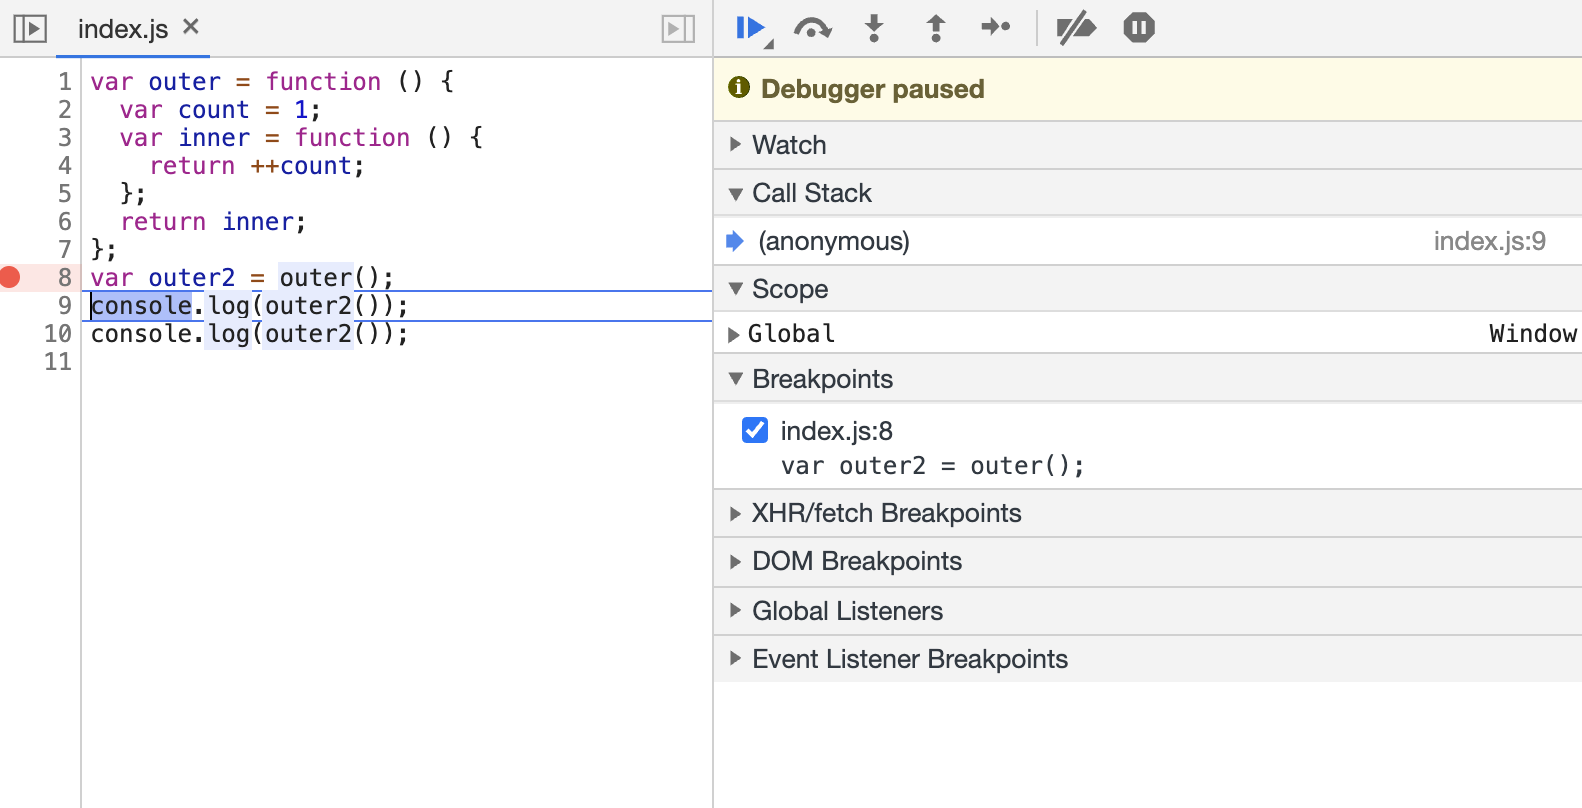 index.js ✕
1 var outer = function () {
2   var count = 1;
3   var inner = function () {
4     return ++count;
5   };
6   return inner;
7 };
8 var outer2 = outer();
9 console.log(outer2());
10 console.log(outer2());
11
Debugger paused
Watch
Call Stack
(anonymous) index.js:9
Scope
Global Window
Breakpoints
index.js:8
var outer2 = outer();
XHR/fetch Breakpoints
DOM Breakpoints
Global Listeners
Event Listener Breakpoints